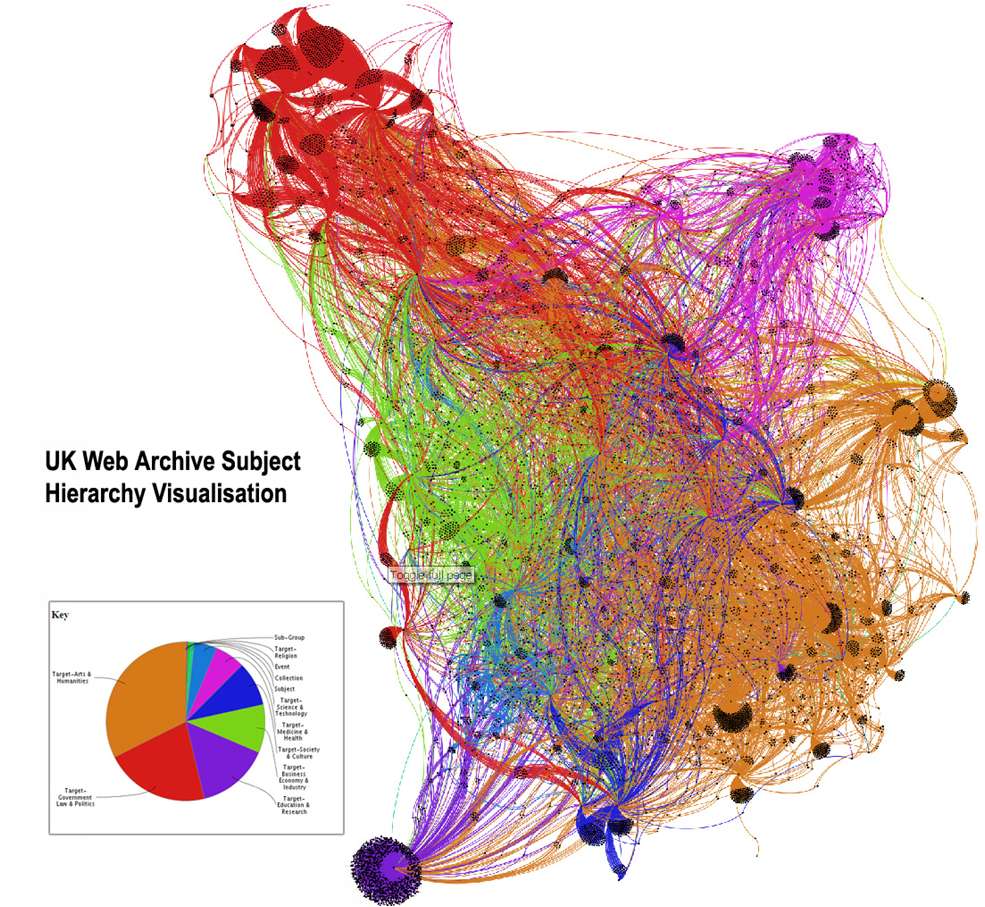 UK Web Archive Subject
Hierarchy Visualisation
Toggle full page
Key
Target-Arts &
Humanities
Target-
Government
Law & Politics
Sub-Group
Target-
Religion
Event
Collection
Subject
Target-
Science &
Technology
Target-
Medicine &
Health
Target-Society
& Culture
Target-
Business
Economy &
Industry
Target-
Education &
Research